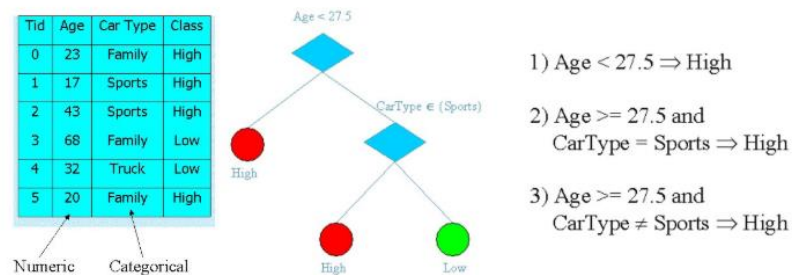 Tid Age Car Type Class
0 23 Family High
1 17 Sports High
2 43 Sports High
3 68 Family Low
4 32 Truck Low
5 20 Family High
Numeric Categorical
Age < 27.5
CarType ∈ (Sports)
High
High Low
1) Age < 27.5 ⇒ High
2) Age >= 27.5 and
CarType = Sports ⇒ High
3) Age >= 27.5 and
CarType ≠ Sports ⇒ High